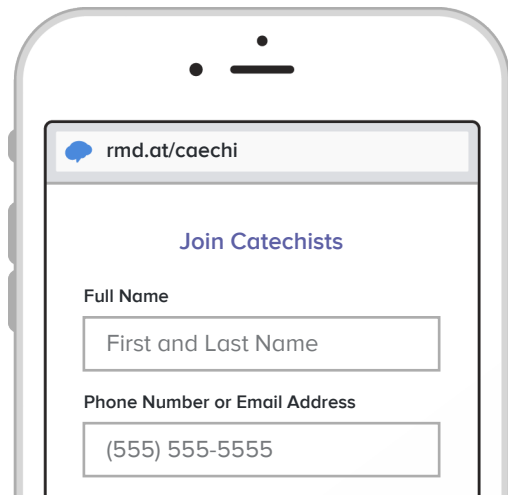 rmd.at/caechi
Join Catechists
Full Name
First and Last Name
Phone Number or Email Address
(555) 555-5555